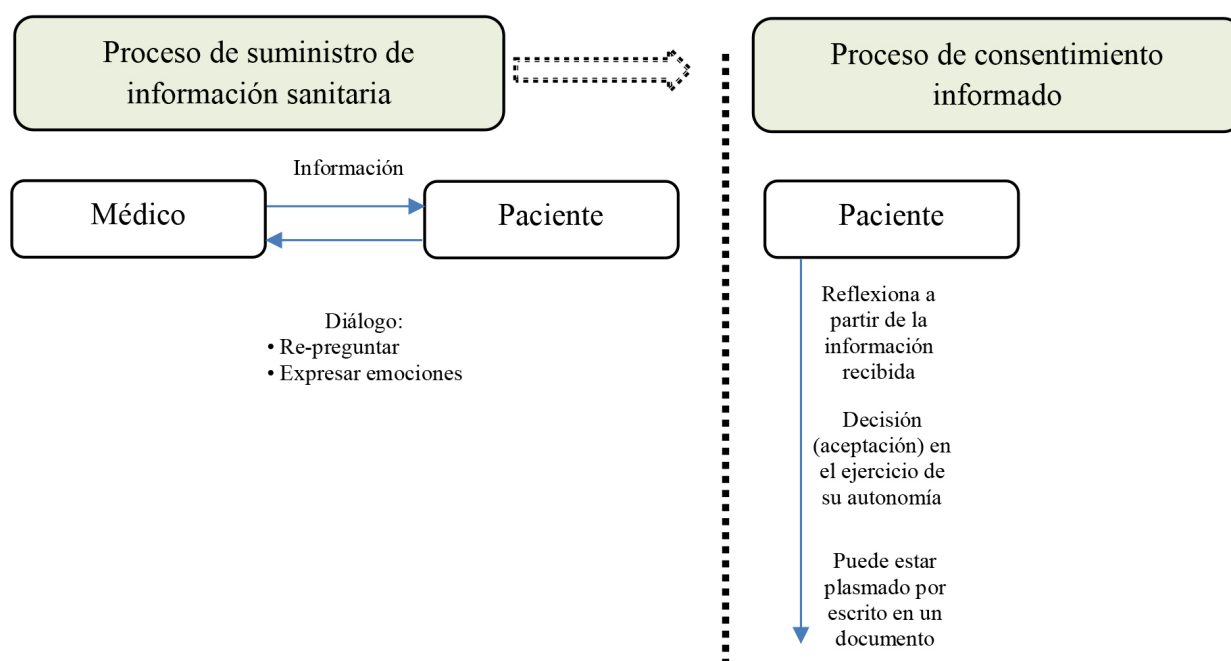 Proceso de suministro de
información sanitaria
Proceso de consentimiento
informado
Información
Médico
Paciente
Diálogo:
• Re-preguntar
• Expresar emociones
Paciente
Reflexiona a
partir de la
información
recibida
Decisión
(aceptación) en
el ejercicio de
su autonomía
Puede estar
plasmado por
escrito en un
documento